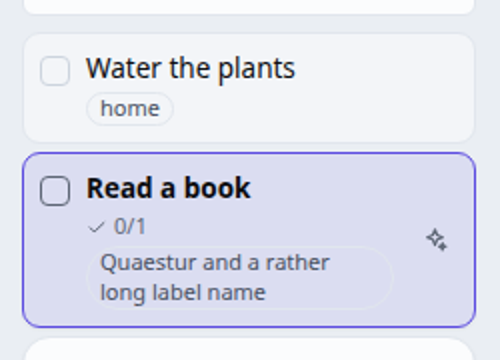 Water the plants
home
Read a book
0/1
Quaestur and a rather
long label name